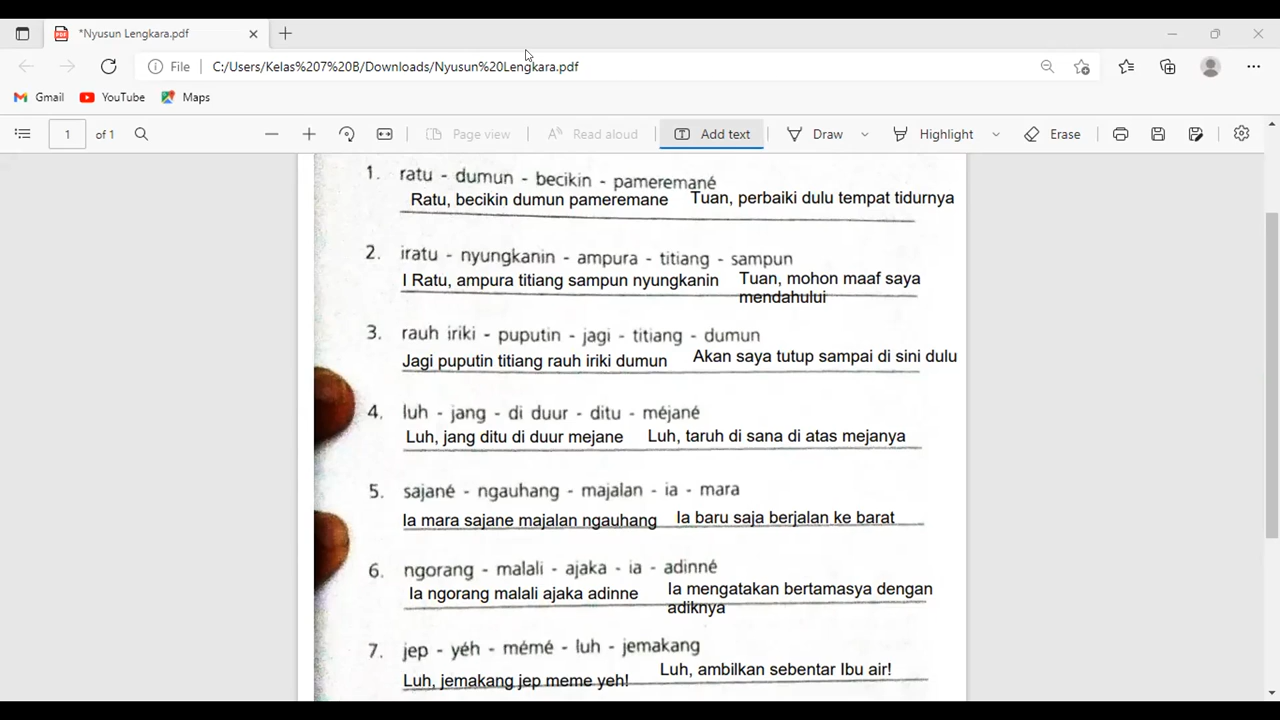 *Nyusun Lengkara.pdf
File C:/Users/Kelas%207%20B/Downloads/Nyusun%20Lengkara.pdf
Gmail YouTube Maps
1 of 1 Page view Read aloud Add text Draw Highlight Erase
1. ratu - dumun - becikin - pameremané
Ratu, becikin dumun pameremane Tuan, perbaiki dulu tempat tidurnya
2. iratu - nyungkanin - ampura - titiang - sampun
I Ratu, ampura titiang sampun nyungkanin Tuan, mohon maaf saya
mendahului
3. rauh iriki - puputin - jagi - titiang - dumun
Jagi puputin titiang rauh iriki dumun Akan saya tutup sampai di sini dulu
4. luh - jang - di duur - ditu - méjané
Luh, jang ditu di duur mejane Luh, taruh di sana di atas mejanya
5. sajané - ngauhang - majalan - ia - mara
Ia mara sajane majalan ngauhang Ia baru saja berjalan ke barat
6. ngorang - malali - ajaka - ia - adinné
Ia ngorang malali ajaka adinne Ia mengatakan bertamasya dengan
adiknya
7. jep - yéh - mémé - luh - jemakang
Luh, jemakang jep meme yeh! Luh, ambilkan sebentar Ibu air!